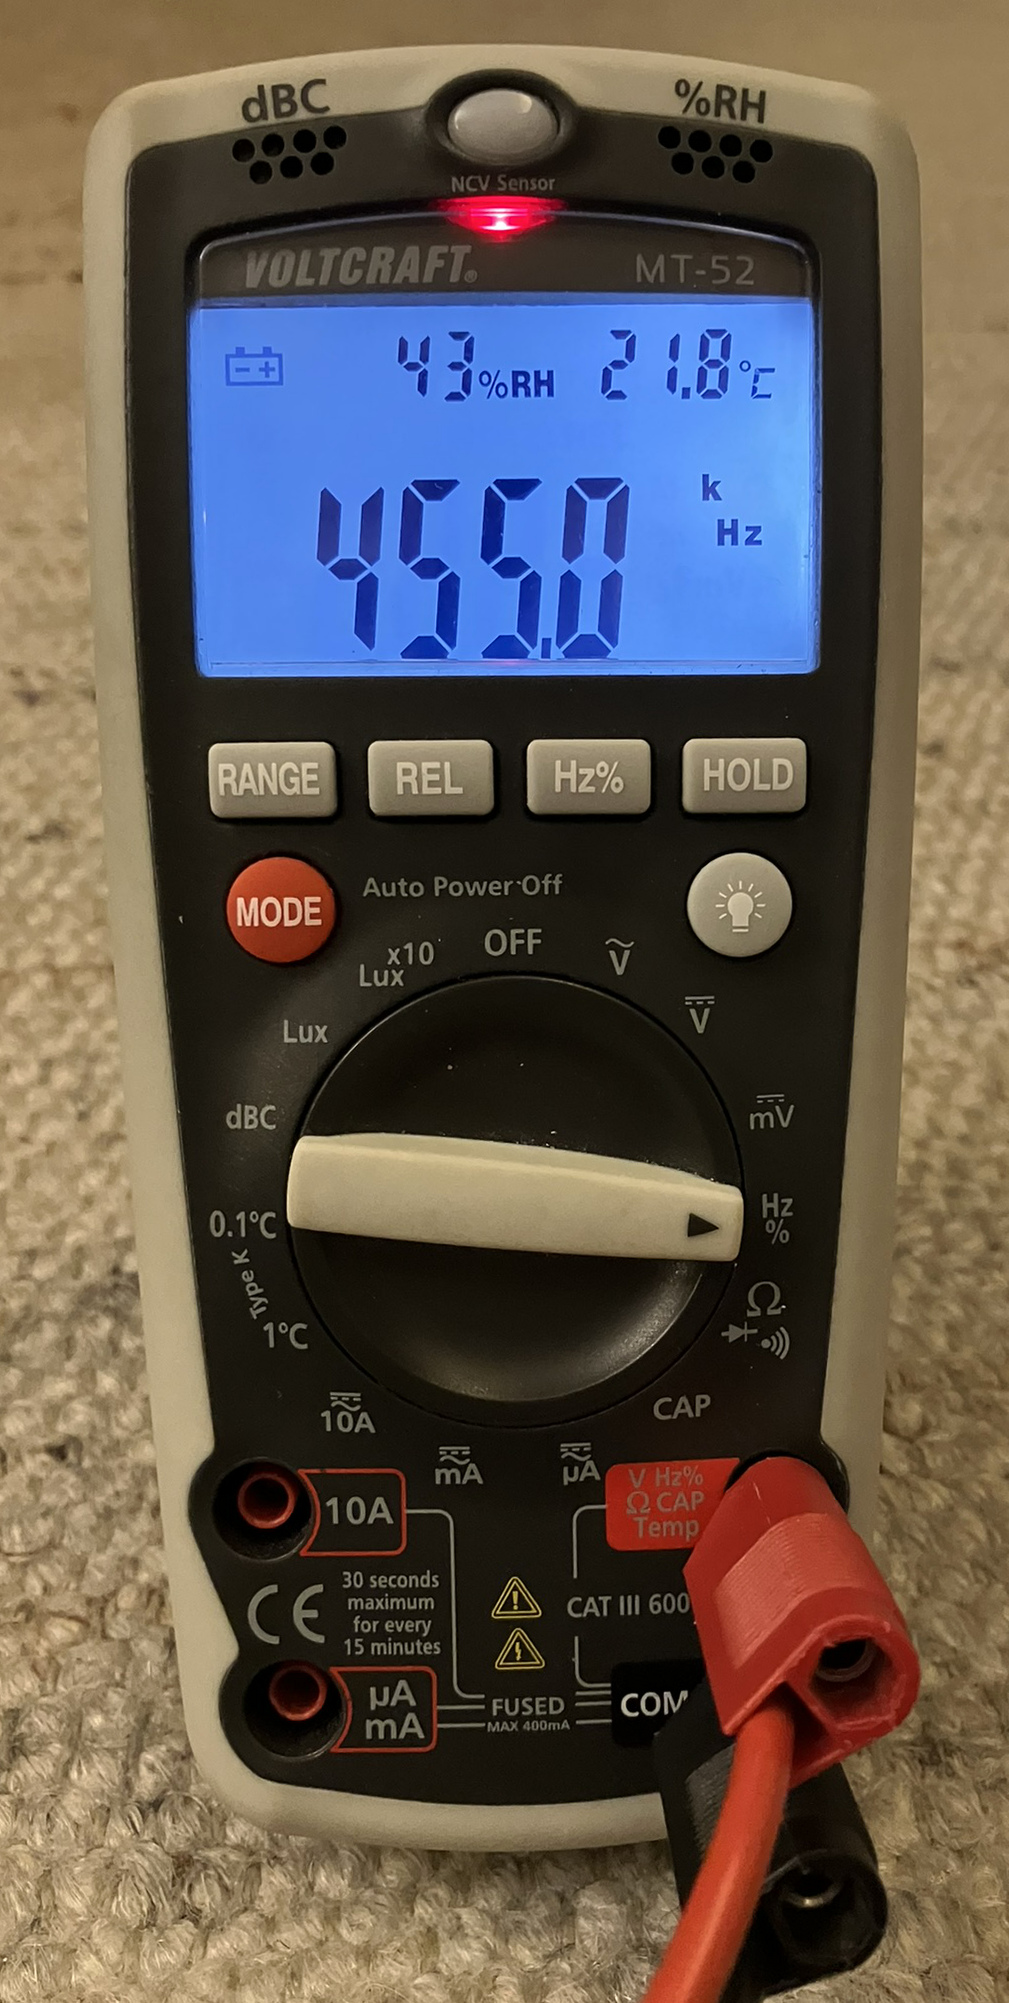 dBC
%RH
NCV Sensor
VOLTCRAFT®
MT-52
43%RH 21.8°C
455.0 k
Hz
RANGE REL Hz% HOLD
MODE
Auto Power Off
OFF
x10
Lux
Ṽ
V
Lux
dBC
mV
0.1°C
Hz
%
Type K
1°C
Ω
10A
CAP
mA
µA
10A
V Hz%
Ω CAP
Temp
CE
30 seconds
maximum
for every
15 minutes
CAT III 600
µA
mA
FUSED
MAX 400mA
COM